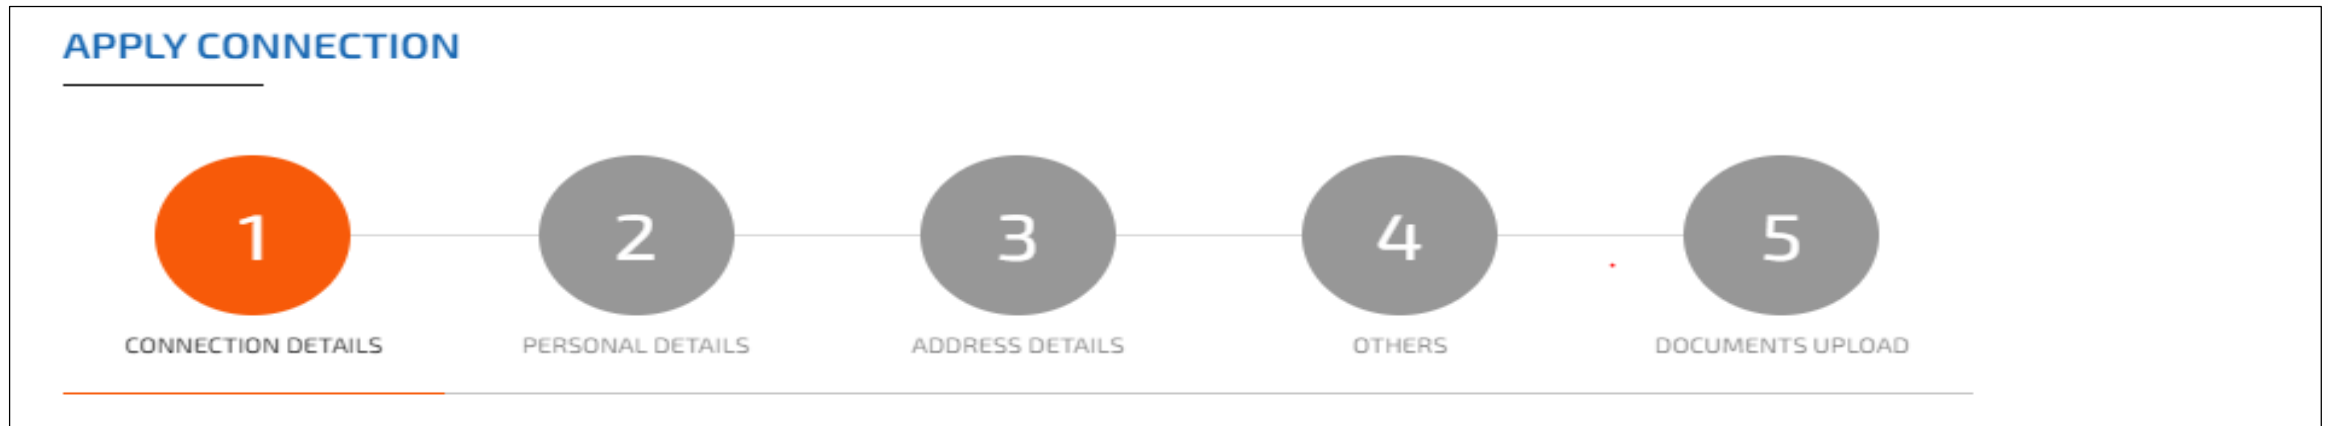 APPLY CONNECTION
1 2 3 4 5
CONNECTION DETAILS PERSONAL DETAILS ADDRESS DETAILS OTHERS DOCUMENTS UPLOAD